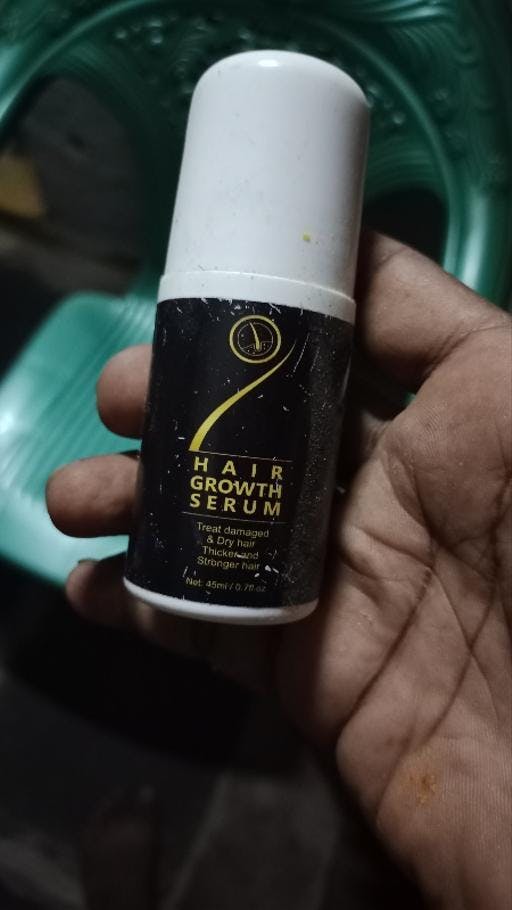 HAIR
GROWTH
SERUM
Treat damaged
& Dry hair
Thicker and
Stronger hair
Net: 45ml / 0.7fl oz